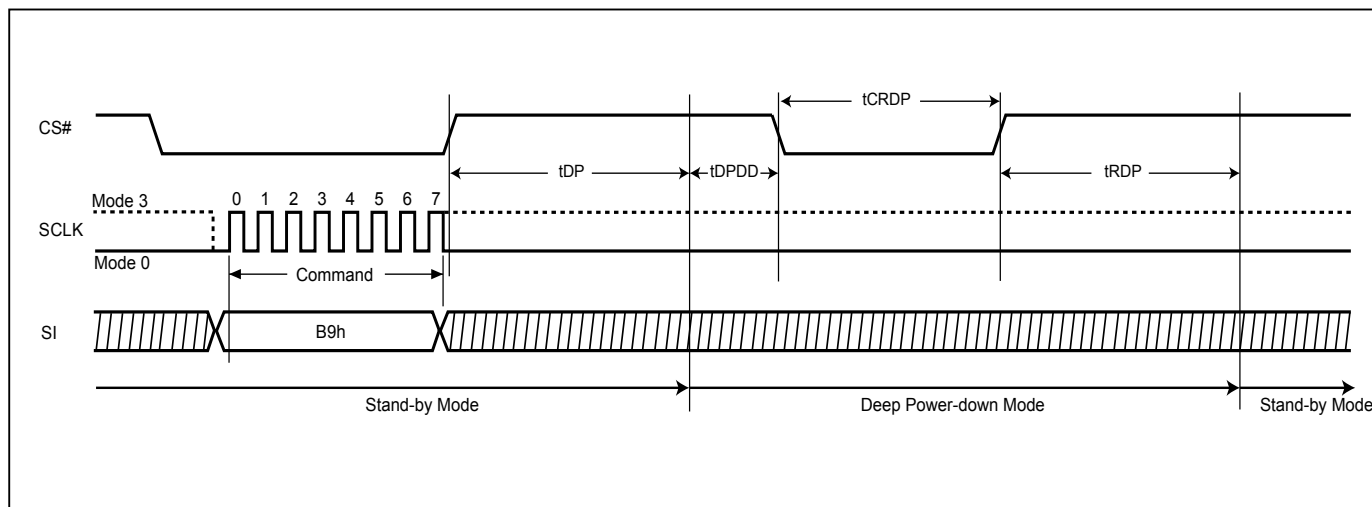 tCRDP
CS#
tDP
tDPDD
tRDP
Mode 3
0 1 2 3 4 5 6 7
SCLK
Mode 0
Command
SI
B9h
Stand-by Mode
Deep Power-down Mode
Stand-by Mode